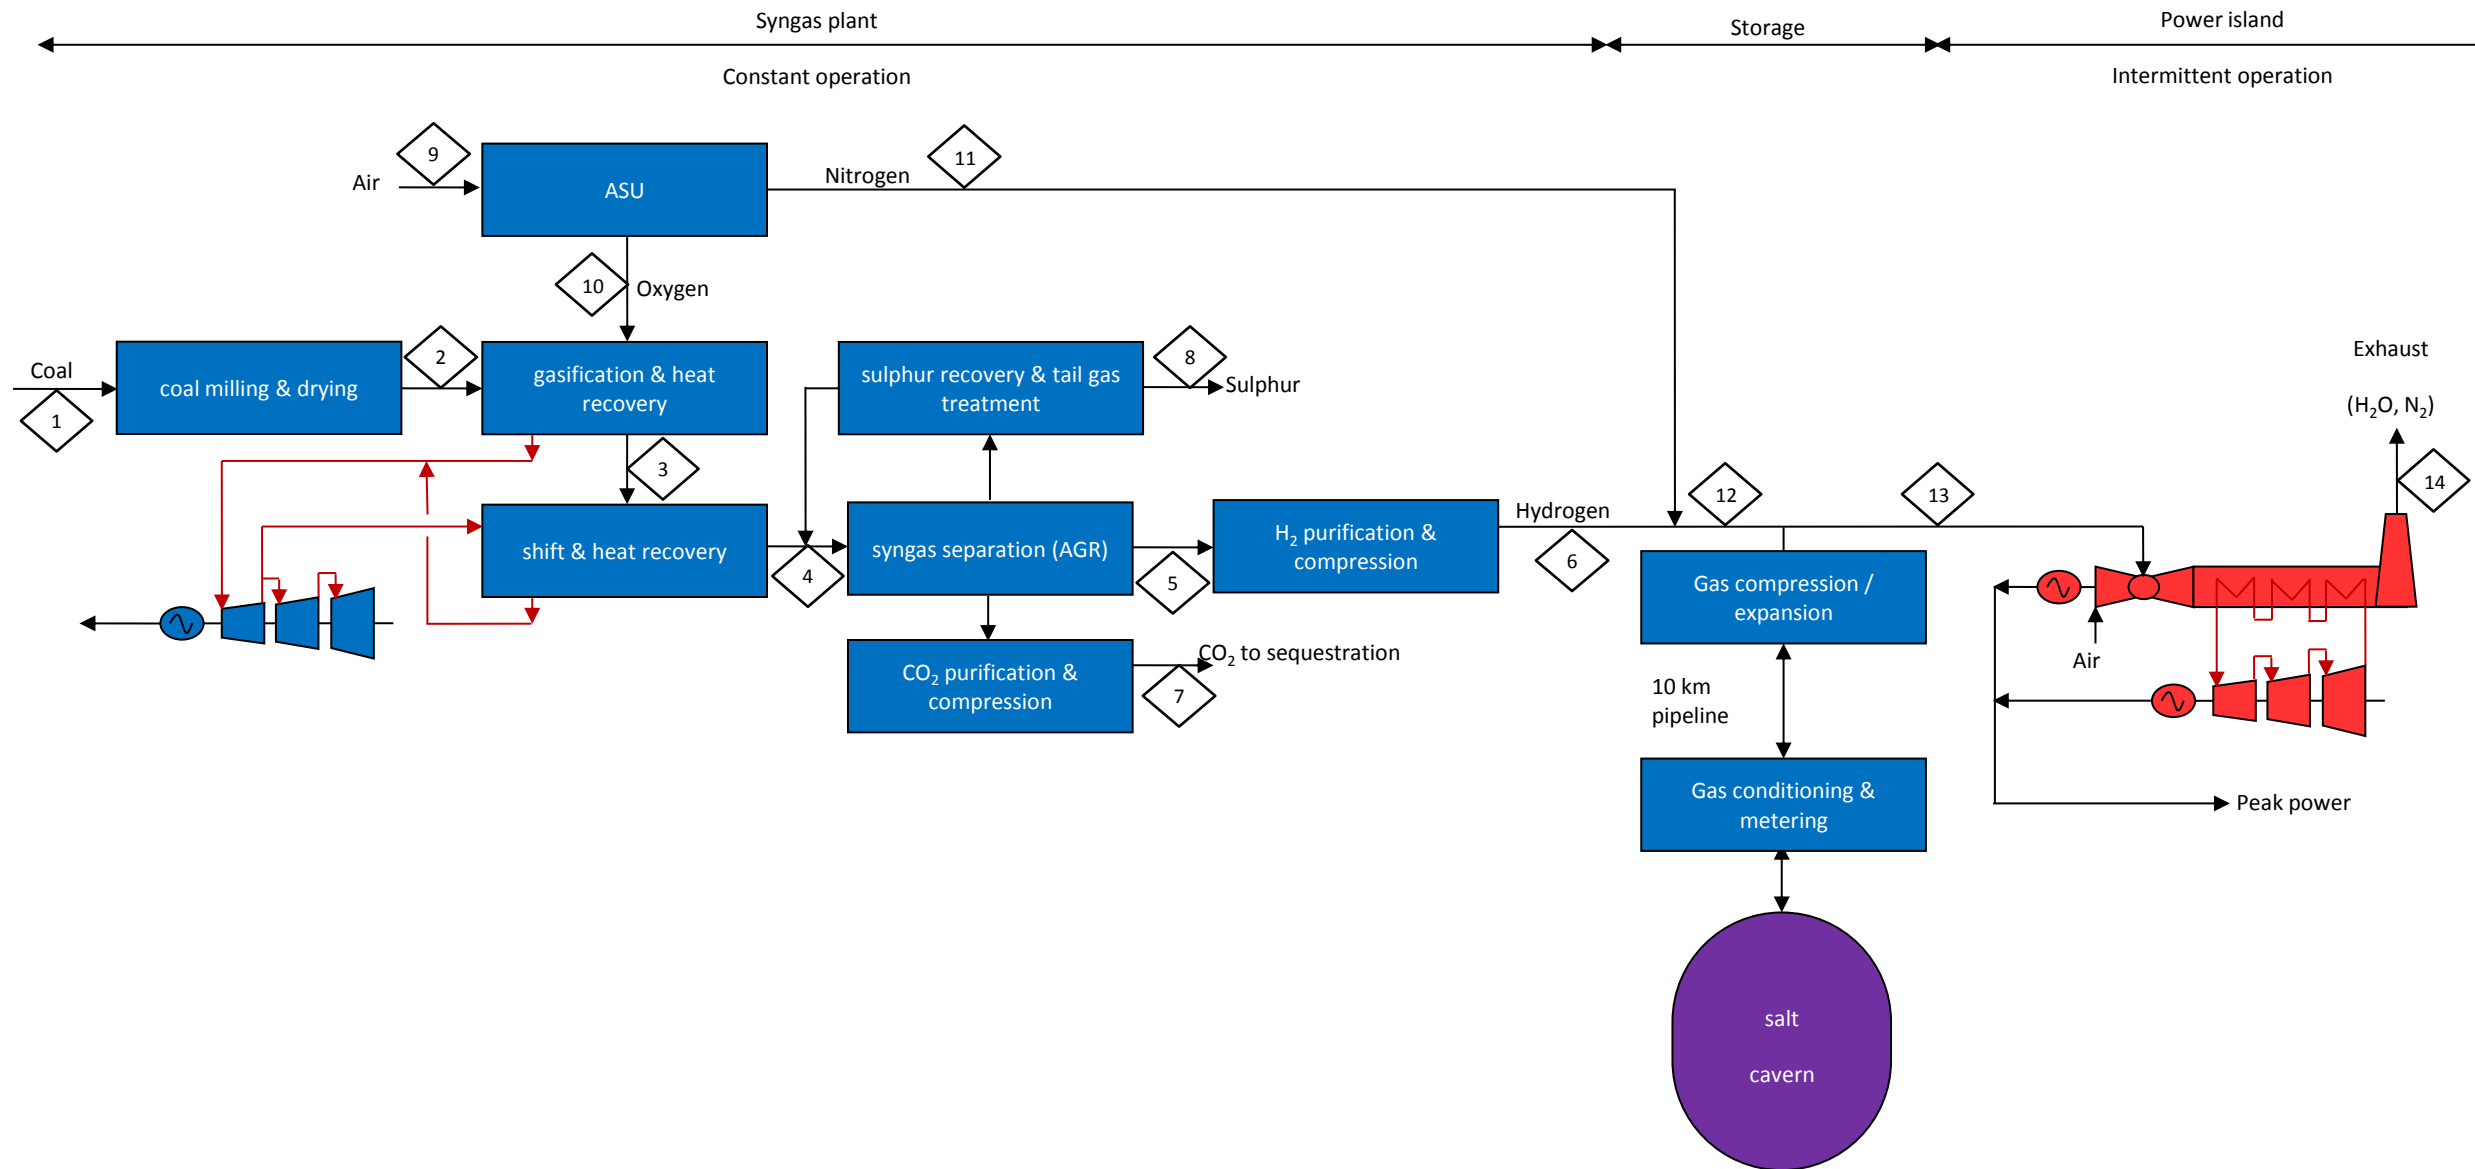 Syngas plant
Storage
Power island
Constant operation
Intermittent operation
9
11
Air
ASU
Nitrogen
10
Oxygen
Coal
1
coal milling & drying
2
gasification & heat
recovery
sulphur recovery & tail gas
treatment
8
Sulphur
Exhaust
(H₂O, N₂)
3
12
13
14
shift & heat recovery
4
syngas separation (AGR)
5
H₂ purification &
compression
Hydrogen
6
Gas compression /
expansion
Air
CO₂ purification &
compression
CO₂ to sequestration
7
10 km
pipeline
Gas conditioning &
metering
Peak power
salt
cavern